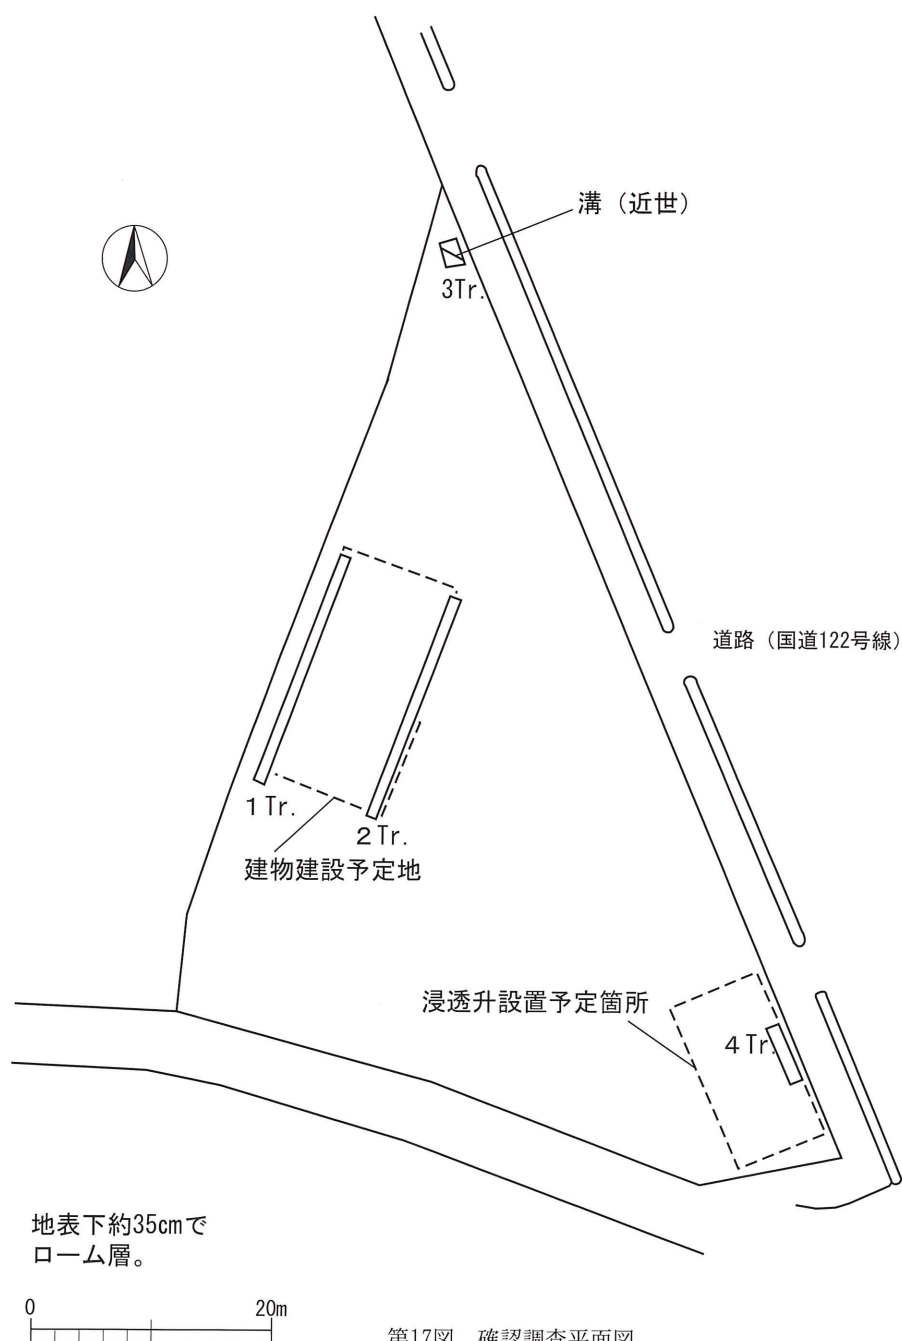 溝（近世）
3Tr.
道路（国道122号線）
1Tr.
2Tr.
建物建設予定地
浸透升設置予定箇所
4Tr.
地表下約35cmで
ローム層。
0 20m
第17図 確認調査平面図